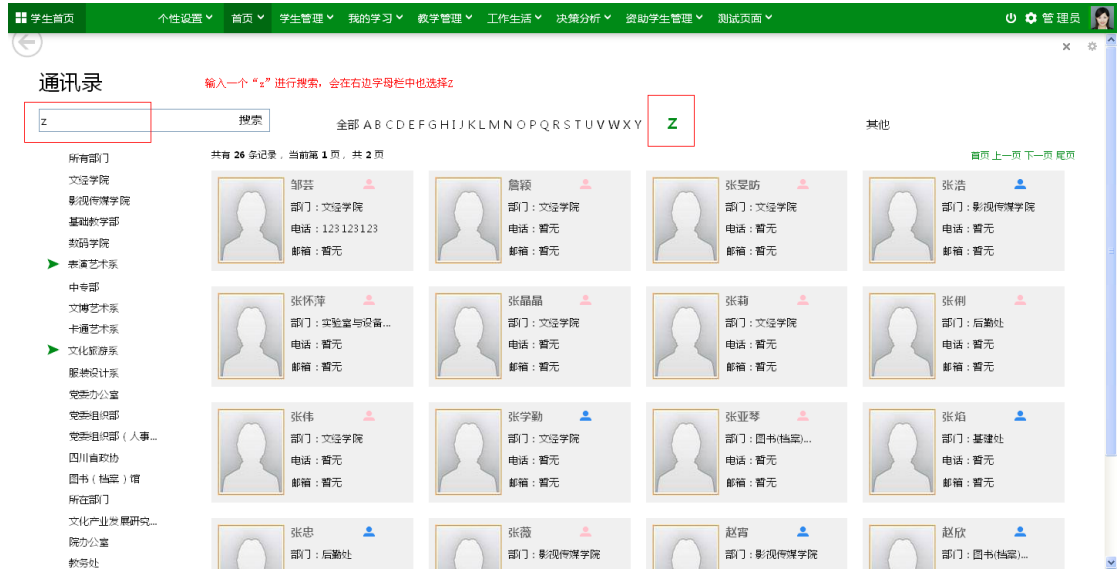 学生首页 个性设置 首页 学生管理 我的学习 教学管理 工作生活 决策分析 资助学生管理 测试页面 管理员
通讯录
输入一个“z”进行搜索，会在右边字母栏中也选择Z
z 搜索 全部 A B C D E F G H I J K L M N O P Q R S T U V W X Y Z 其他
共有 26 条记录，当前第 1 页，共 2 页 首页 上一页 下一页 尾页
所有部门
文经学院
影视传媒学院
基础教学部
数码学院
表演艺术系
中专部
文博艺术系
卡通艺术系
文化旅游系
服装设计系
党委办公室
党委组织部
党委组织部（人事...
四川省政协
图书（档案）馆
所在部门
文化产业发展研究...
院办公室
教务处
邹芸
部门：文经学院
电话：123123123
邮箱：暂无
詹颖
部门：文经学院
电话：暂无
邮箱：暂无
张旻昉
部门：文经学院
电话：暂无
邮箱：暂无
张浩
部门：影视传媒学院
电话：暂无
邮箱：暂无
张怀萍
部门：实验室与设备...
电话：暂无
邮箱：暂无
张晶晶
部门：文经学院
电话：暂无
邮箱：暂无
张莉
部门：文经学院
电话：暂无
邮箱：暂无
张俐
部门：后勤处
电话：暂无
邮箱：暂无
张伟
部门：文经学院
电话：暂无
邮箱：暂无
张学勤
部门：文经学院
电话：暂无
邮箱：暂无
张亚琴
部门：图书(档案)...
电话：暂无
邮箱：暂无
张焰
部门：基建处
电话：暂无
邮箱：暂无
张忠
部门：后勤处
张薇
部门：影视传媒学院
赵宵
部门：影视传媒学院
赵欣
部门：图书(档案)...